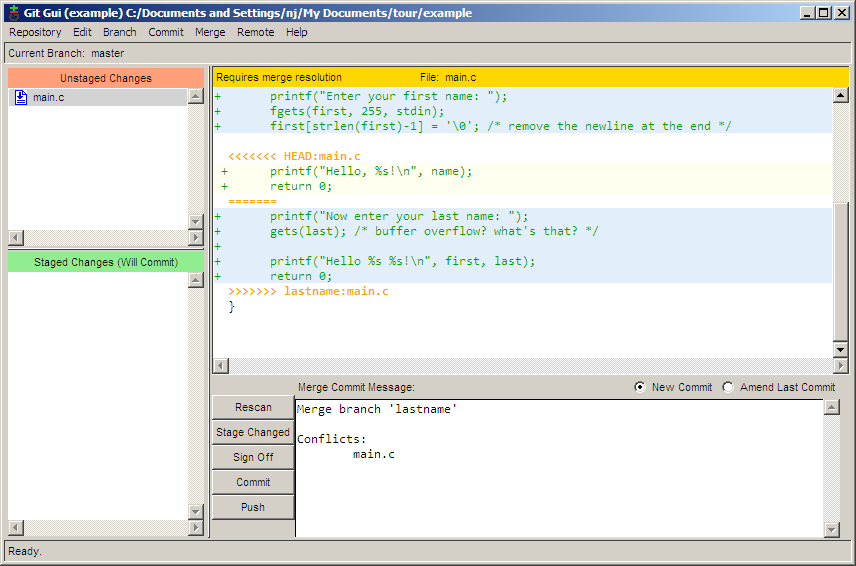 Git Gui (example) C:/Documents and Settings/nj/My Documents/tour/example
Repository Edit Branch Commit Merge Remote Help
Current Branch: master
Unstaged Changes
main.c
Staged Changes (Will Commit)
Requires merge resolution File: main.c
+ printf("Enter your first name: ");
+ fgets(first, 255, stdin);
+ first[strlen(first)-1] = '\0'; /* remove the newline at the end */
<<<<<<< HEAD:main.c
+ printf("Hello, %s!\n", name);
+ return 0;
=======
+ printf("Now enter your last name: ");
+ gets(last); /* buffer overflow? what's that? */
+
+ printf("Hello %s %s!\n", first, last);
+ return 0;
>>>>>>> lastname:main.c
}
Merge Commit Message: New Commit Amend Last Commit
Rescan
Stage Changed
Sign Off
Commit
Push
Merge branch 'lastname'
Conflicts:
main.c
Ready.